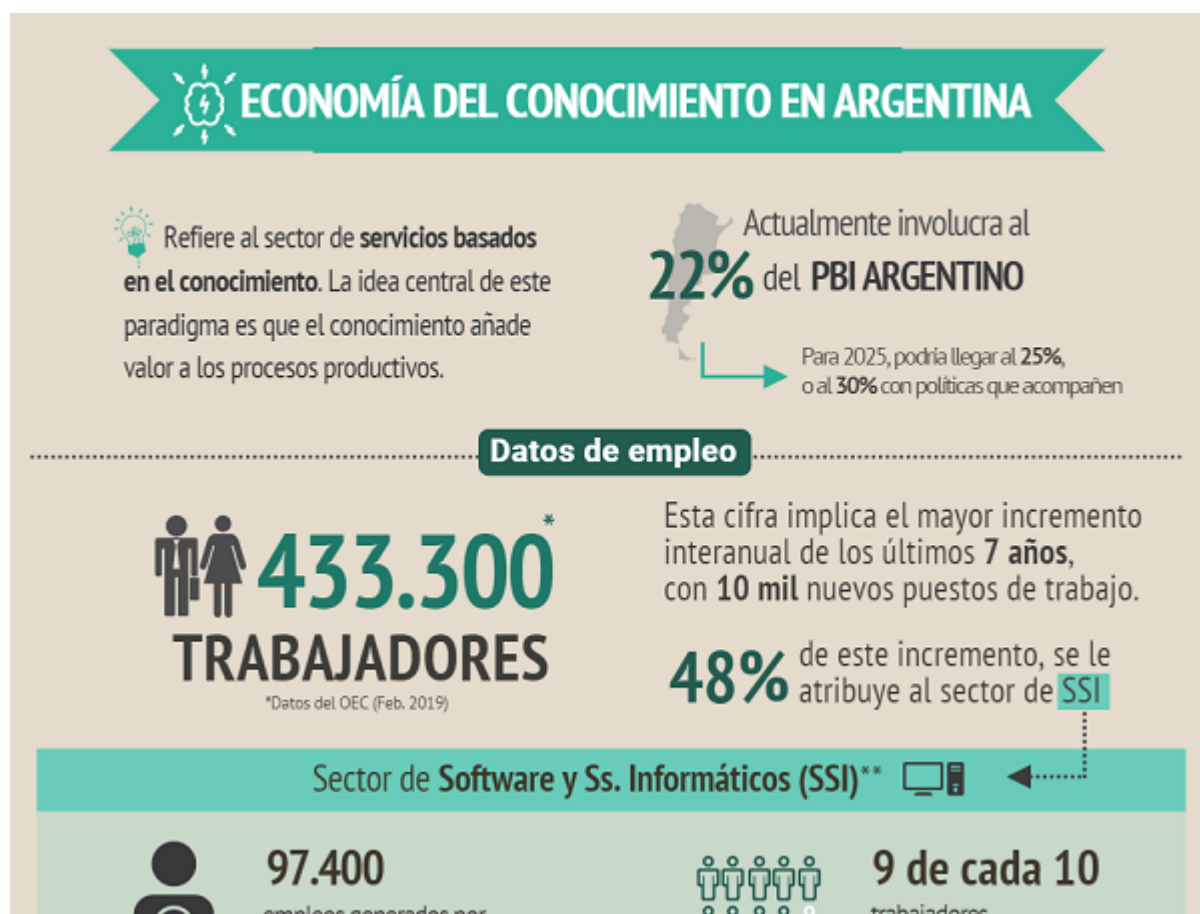 ECONOMÍA DEL CONOCIMIENTO EN ARGENTINA
Refiere al sector de servicios basados
en el conocimiento. La idea central de este
paradigma es que el conocimiento añade
valor a los procesos productivos.
Actualmente involucra al
22% del PBI ARGENTINO
Para 2025, podría llegar al 25%,
o al 30% con políticas que acompañen
Datos de empleo
433.300*
TRABAJADORES
*Datos del OEC (Feb. 2019)
Esta cifra implica el mayor incremento
interanual de los últimos 7 años,
con 10 mil nuevos puestos de trabajo.
48% de este incremento, se le
atribuye al sector de SSI
Sector de Software y Ss. Informáticos (SSI)**
97.400
empleos generados por
9 de cada 10
trabajadores